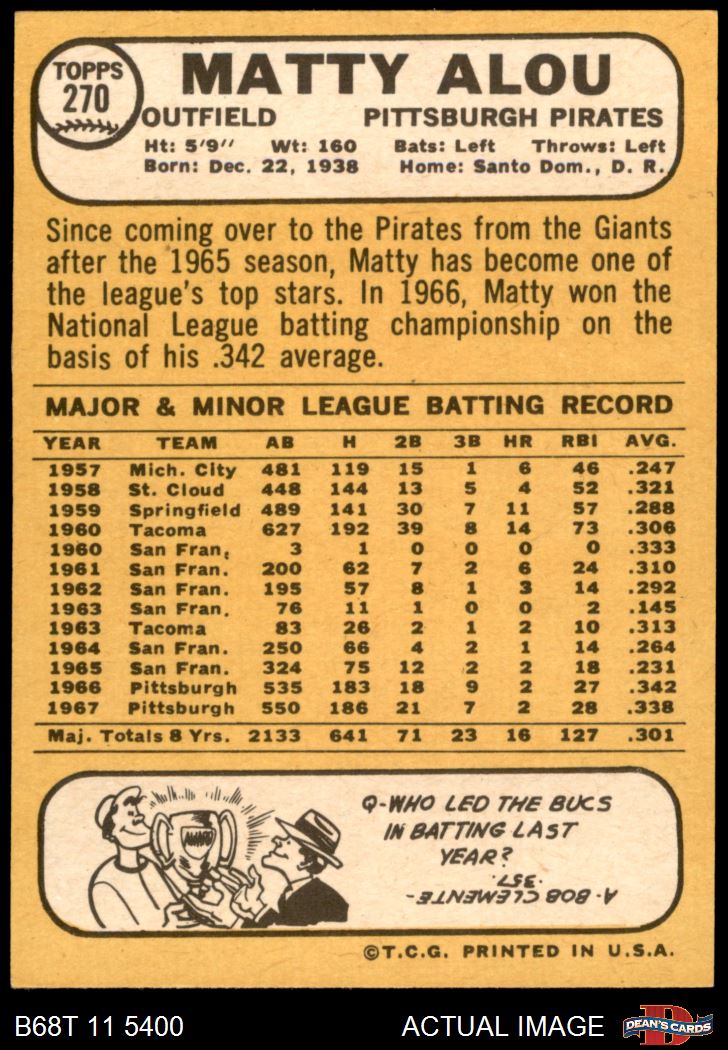 TOPPS
270
MATTY ALOU
OUTFIELD PITTSBURGH PIRATES
Ht: 5'9" Wt: 160 Bats: Left Throws: Left
Born: Dec. 22, 1938 Home: Santo Dom., D. R.
Since coming over to the Pirates from the Giants
after the 1965 season, Matty has become one of
the league's top stars. In 1966, Matty won the
National League batting championship on the
basis of his .342 average.
MAJOR & MINOR LEAGUE BATTING RECORD
YEAR TEAM AB H 2B 3B HR RBI AVG.
1957 Mich. City 481 119 15 1 6 46 .247
1958 St. Cloud 448 144 13 5 4 52 .321
1959 Springfield 489 141 30 7 11 57 .288
1960 Tacoma 627 192 39 8 14 73 .306
1960 San Fran. 3 1 0 0 0 0 .333
1961 San Fran. 200 62 7 2 6 24 .310
1962 San Fran. 195 57 8 1 3 14 .292
1963 San Fran. 76 11 1 0 0 2 .145
1963 Tacoma 83 26 2 1 2 10 .313
1964 San Fran. 250 66 4 2 1 14 .264
1965 San Fran. 324 75 12 2 2 18 .231
1966 Pittsburgh 535 183 18 9 2 27 .342
1967 Pittsburgh 550 186 21 7 2 28 .338
Maj. Totals 8 Yrs. 2133 641 71 23 16 127 .301
AWARD
Q-WHO LED THE BUCS
IN BATTING LAST
YEAR?
A-BOB CLEMENTE-
.357.
©T.C.G. PRINTED IN U.S.A.
B68T 11 5400 ACTUAL IMAGE
D
DEAN'S CARDS